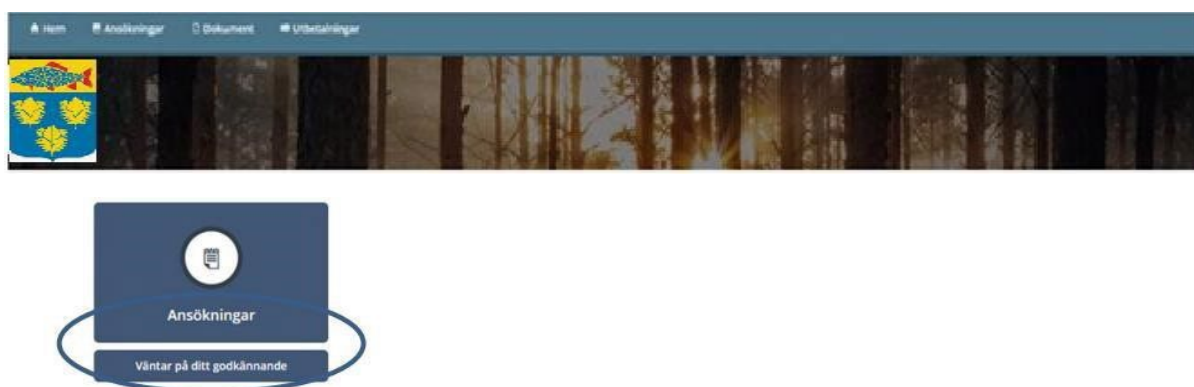 Hem Ansökningar Dokument Utbetalningar
Ansökningar
Väntar på ditt godkännande